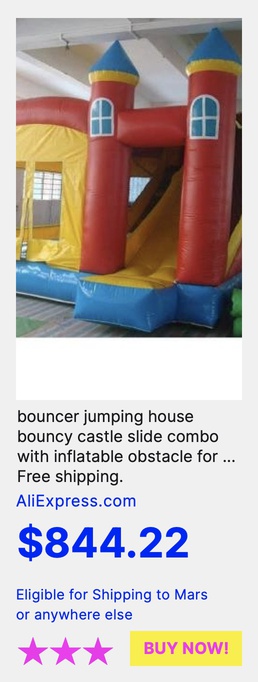 bouncer jumping house
bouncy castle slide combo
with inflatable obstacle for ...
Free shipping.
AliExpress.com
$844.22
Eligible for Shipping to Mars
or anywhere else
BUY NOW!